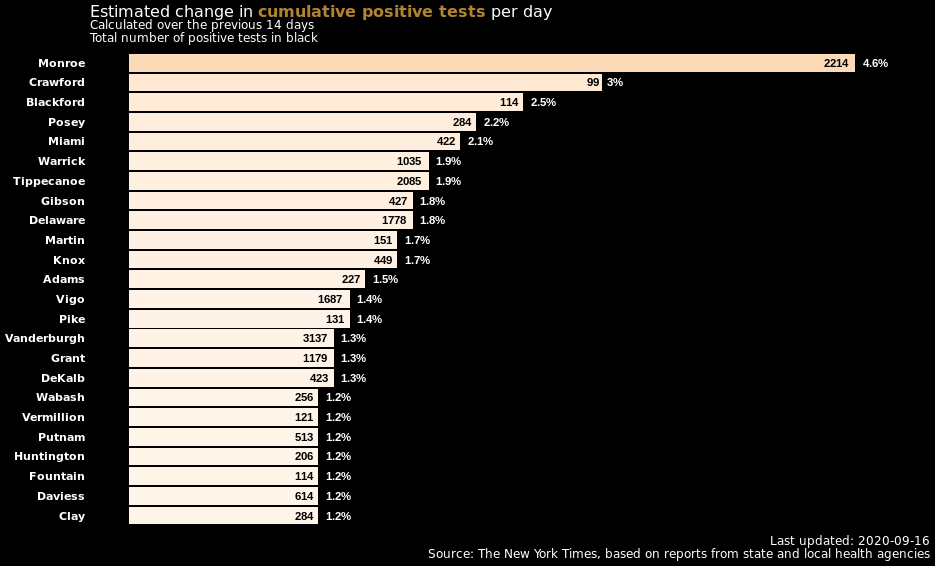 Estimated change in cumulative positive tests per day
Calculated over the previous 14 days
Total number of positive tests in black
Monroe 2214 4.6%
Crawford 99 3%
Blackford 114 2.5%
Posey 284 2.2%
Miami 422 2.1%
Warrick 1035 1.9%
Tippecanoe 2085 1.9%
Gibson 427 1.8%
Delaware 1778 1.8%
Martin 151 1.7%
Knox 449 1.7%
Adams 227 1.5%
Vigo 1687 1.4%
Pike 131 1.4%
Vanderburgh 3137 1.3%
Grant 1179 1.3%
DeKalb 423 1.3%
Wabash 256 1.2%
Vermillion 121 1.2%
Putnam 513 1.2%
Huntington 206 1.2%
Fountain 114 1.2%
Daviess 614 1.2%
Clay 284 1.2%
Last updated: 2020-09-16
Source: The New York Times, based on reports from state and local health agencies